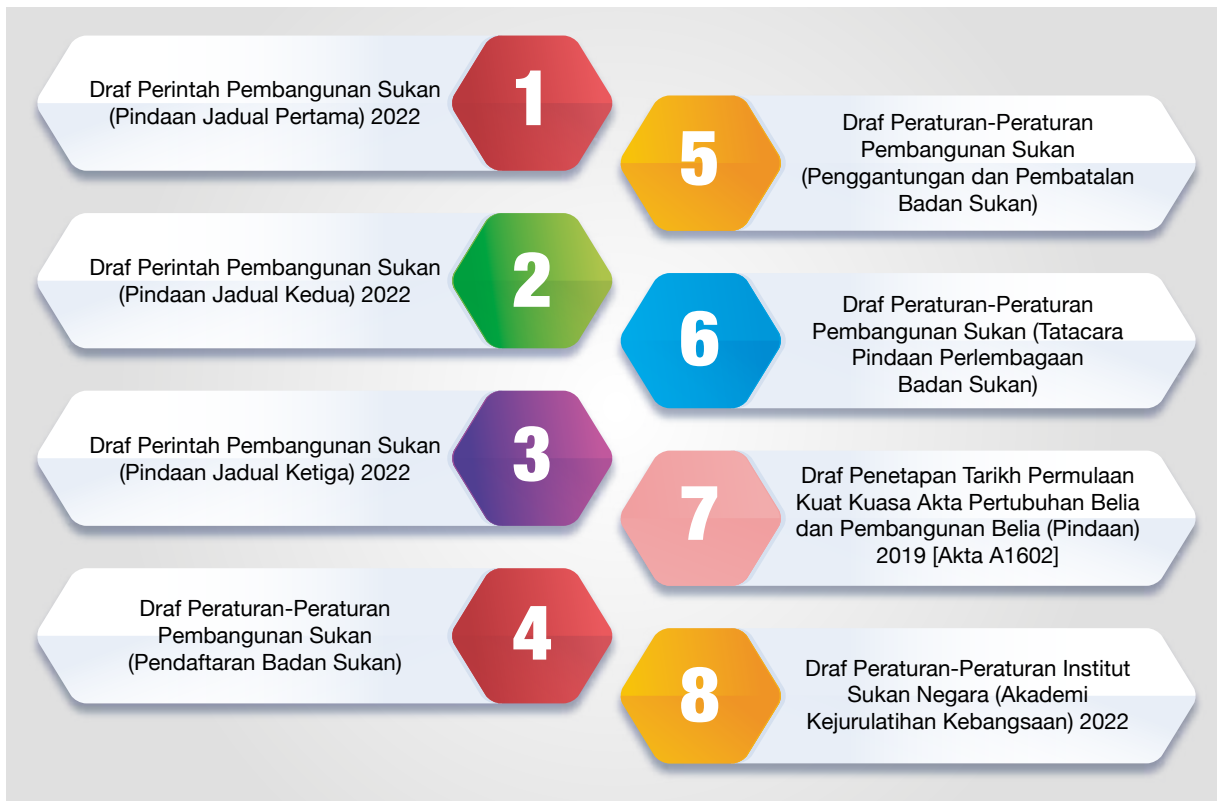 Draf Perintah Pembangunan Sukan
(Pindaan Jadual Pertama) 2022
1
Draf Perintah Pembangunan Sukan
(Pindaan Jadual Kedua) 2022
2
Draf Perintah Pembangunan Sukan
(Pindaan Jadual Ketiga) 2022
3
Draf Peraturan-Peraturan
Pembangunan Sukan
(Pendaftaran Badan Sukan)
4
5
Draf Peraturan-Peraturan
Pembangunan Sukan
(Penggantungan dan Pembatalan
Badan Sukan)
6
Draf Peraturan-Peraturan
Pembangunan Sukan (Tatacara
Pindaan Perlembagaan
Badan Sukan)
7
Draf Penetapan Tarikh Permulaan
Kuat Kuasa Akta Pertubuhan Belia
dan Pembangunan Belia (Pindaan)
2019 [Akta A1602]
8
Draf Peraturan-Peraturan Institut
Sukan Negara (Akademi
Kejurulatihan Kebangsaan) 2022